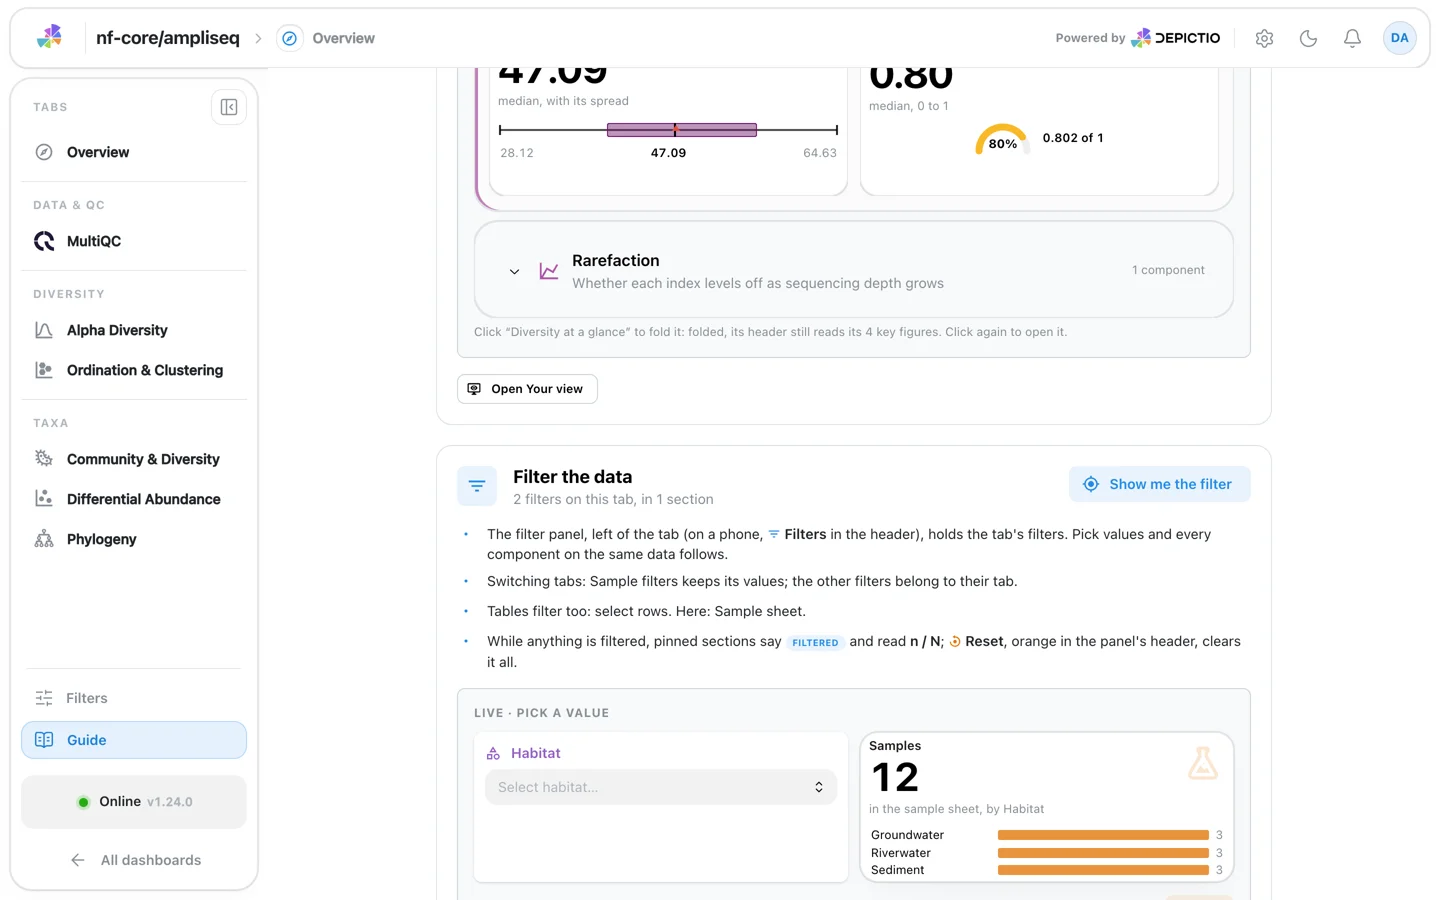 nf-core/ampliseq
Overview
Powered by DEPICTIO
DA
TABS
Overview
DATA & QC
MultiQC
DIVERSITY
Alpha Diversity
Ordination & Clustering
TAXA
Community & Diversity
Differential Abundance
Phylogeny
Filters
Guide
Online v1.24.0
All dashboards
47.09
median, with its spread
28.12 47.09 64.63
0.80
median, 0 to 1
80% 0.802 of 1
Rarefaction
Whether each index levels off as sequencing depth grows
1 component
Click “Diversity at a glance” to fold it: folded, its header still reads its 4 key figures. Click again to open it.
Open Your view
Filter the data
2 filters on this tab, in 1 section
Show me the filter
The filter panel, left of the tab (on a phone, Filters in the header), holds the tab's filters. Pick values and every
component on the same data follows.
Switching tabs: Sample filters keeps its values; the other filters belong to their tab.
Tables filter too: select rows. Here: Sample sheet.
While anything is filtered, pinned sections say FILTERED and read n / N; Reset, orange in the panel's header, clears
it all.
LIVE · PICK A VALUE
Habitat
Select habitat...
Samples
12
in the sample sheet, by Habitat
Groundwater 3
Riverwater 3
Sediment 3